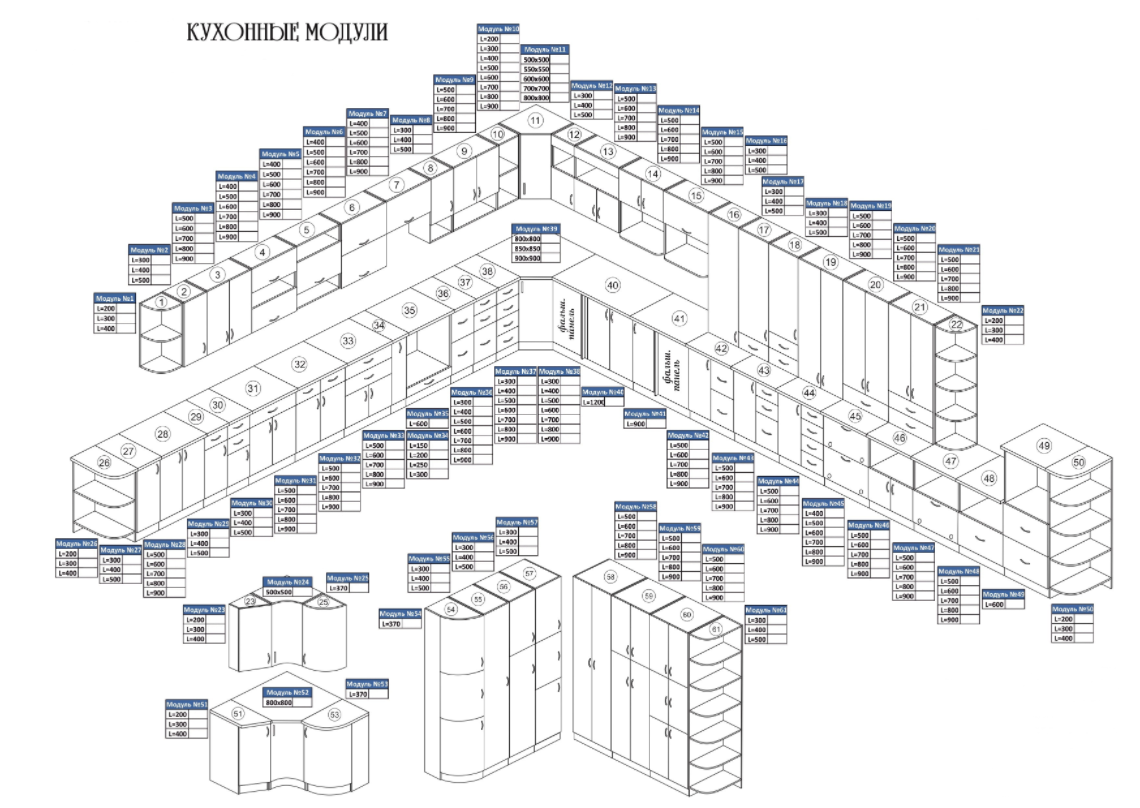 КУХОННЫЕ МОДУЛИ
Модуль №1
L=200
L=300
L=400
Модуль №2
L=300
L=400
L=500
Модуль №3
L=500
L=600
L=700
L=800
L=900
Модуль №4
L=400
L=500
L=600
L=700
L=800
L=900
Модуль №5
L=400
L=500
L=600
L=700
L=800
L=900
Модуль №6
L=400
L=500
L=600
L=700
L=800
L=900
Модуль №7
L=400
L=500
L=600
L=700
L=800
L=900
Модуль №8
L=300
L=400
L=500
Модуль №9
L=500
L=600
L=700
L=800
L=900
Модуль №10
L=200
L=300
L=400
L=500
L=600
L=700
L=800
L=900
Модуль №11
500x500
550x550
600x600
700x700
800x800
Модуль №12
L=300
L=400
L=500
Модуль №13
L=500
L=600
L=700
L=800
L=900
Модуль №14
L=500
L=600
L=700
L=800
L=900
Модуль №15
L=500
L=600
L=700
L=800
L=900
Модуль №16
L=300
L=400
L=500
Модуль №17
L=300
L=400
L=500
Модуль №18
L=300
L=400
L=500
Модуль №19
L=500
L=600
L=700
L=800
L=900
Модуль №20
L=500
L=600
L=700
L=800
L=900
Модуль №21
L=500
L=600
L=700
L=800
L=900
Модуль №22
L=200
L=300
L=400
1
2
3
4
5
6
7
8
9
10
11
12
13
14
15
16
17
18
19
20
21
22
Модуль №39
800x800
850x850
900x900
26
27
28
29
30
31
32
33
34
35
36
37
38
фальш.
панель
40
41
фальш.
панель
42
43
44
45
46
47
48
49
50
Модуль №26
L=200
L=300
L=400
Модуль №27
L=300
L=400
L=500
Модуль №28
L=500
L=600
L=700
L=800
L=900
Модуль №29
L=300
L=400
L=500
Модуль №30
L=300
L=400
L=500
Модуль №31
L=500
L=600
L=700
L=800
L=900
Модуль №32
L=500
L=600
L=700
L=800
L=900
Модуль №33
L=500
L=600
L=700
L=800
L=900
Модуль №34
L=150
L=200
L=250
L=300
Модуль №35
L=600
Модуль №36
L=300
L=400
L=500
L=600
L=700
L=800
L=900
Модуль №37
L=300
L=400
L=500
L=600
L=700
L=800
L=900
Модуль №38
L=300
L=400
L=500
L=600
L=700
L=800
L=900
Модуль №40
L=1200
Модуль №41
L=900
Модуль №42
L=500
L=600
L=700
L=800
L=900
Модуль №43
L=500
L=600
L=700
L=800
L=900
Модуль №44
L=500
L=600
L=700
L=800
L=900
Модуль №45
L=400
L=500
L=600
L=700
L=800
L=900
Модуль №46
L=500
L=600
L=700
L=800
L=900
Модуль №47
L=500
L=600
L=700
L=800
L=900
Модуль №48
L=500
L=600
L=700
L=800
L=900
Модуль №49
L=600
Модуль №50
L=200
L=300
L=400
Модуль №23
L=200
L=300
L=400
Модуль №24
500x500
Модуль №25
L=370
23
25
Модуль №51
L=200
L=300
L=400
Модуль №52
800x800
Модуль №53
L=370
51
53
Модуль №54
L=370
Модуль №55
L=300
L=400
L=500
Модуль №56
L=300
L=400
L=500
Модуль №57
L=300
L=400
L=500
54
55
56
57
Модуль №58
L=500
L=600
L=700
L=800
L=900
Модуль №59
L=500
L=600
L=700
L=800
L=900
Модуль №60
L=500
L=600
L=700
L=800
L=900
Модуль №61
L=300
L=400
L=500
58
59
60
61